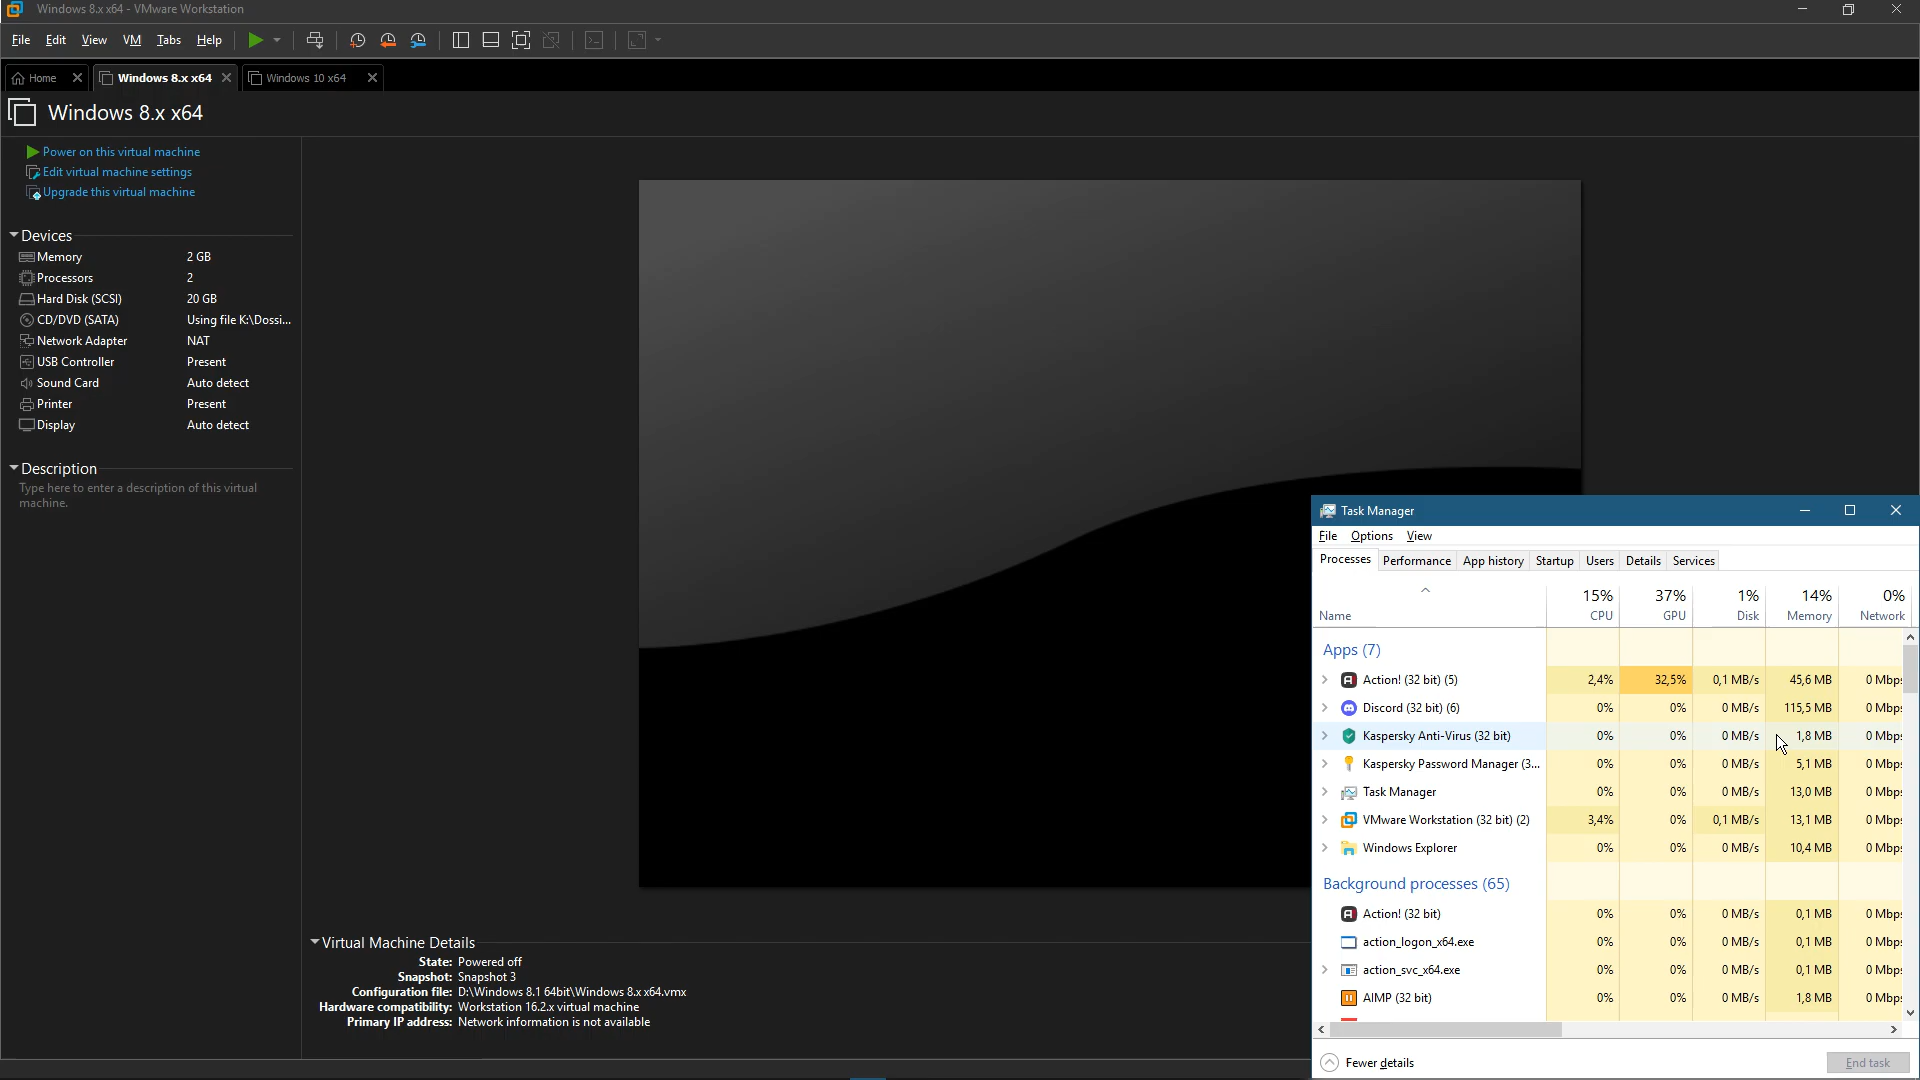 Windows 8.x x64 - VMware Workstation
File Edit View VM Tabs Help
Home Windows 8.x x64 Windows 10 x64
Windows 8.x x64
Power on this virtual machine
Edit virtual machine settings
Upgrade this virtual machine
Devices
Memory 2 GB
Processors 2
Hard Disk (SCSI) 20 GB
CD/DVD (SATA) Using file K:\Dossi...
Network Adapter NAT
USB Controller Present
Sound Card Auto detect
Printer Present
Display Auto detect
Description
Type here to enter a description of this virtual
machine.
Virtual Machine Details
State: Powered off
Snapshot: Snapshot 3
Configuration file: D:\Windows 8.1 64bit\Windows 8.x x64.vmx
Hardware compatibility: Workstation 16.2.x virtual machine
Primary IP address: Network information is not available
Task Manager
File Options View
Processes Performance App history Startup Users Details Services
15% 37% 1% 14% 0%
Name CPU GPU Disk Memory Network
Apps (7)
Action! (32 bit) (5) 2,4% 32,5% 0,1 MB/s 45,6 MB 0 Mbp
Discord (32 bit) (6) 0% 0% 0 MB/s 115,5 MB 0 Mbp
Kaspersky Anti-Virus (32 bit) 0% 0% 0 MB/s 1,8 MB 0 Mbp
Kaspersky Password Manager (3... 0% 0% 0 MB/s 5,1 MB 0 Mbp
Task Manager 0% 0% 0 MB/s 13,0 MB 0 Mbp
VMware Workstation (32 bit) (2) 3,4% 0% 0,1 MB/s 13,1 MB 0 Mbp
Windows Explorer 0% 0% 0 MB/s 10,4 MB 0 Mbp
Background processes (65)
Action! (32 bit) 0% 0% 0 MB/s 0,1 MB 0 Mbp
action_logon_x64.exe 0% 0% 0 MB/s 0,1 MB 0 Mbp
action_svc_x64.exe 0% 0% 0 MB/s 0,1 MB 0 Mbp
AIMP (32 bit) 0% 0% 0 MB/s 1,8 MB 0 Mbp
Fewer details End task